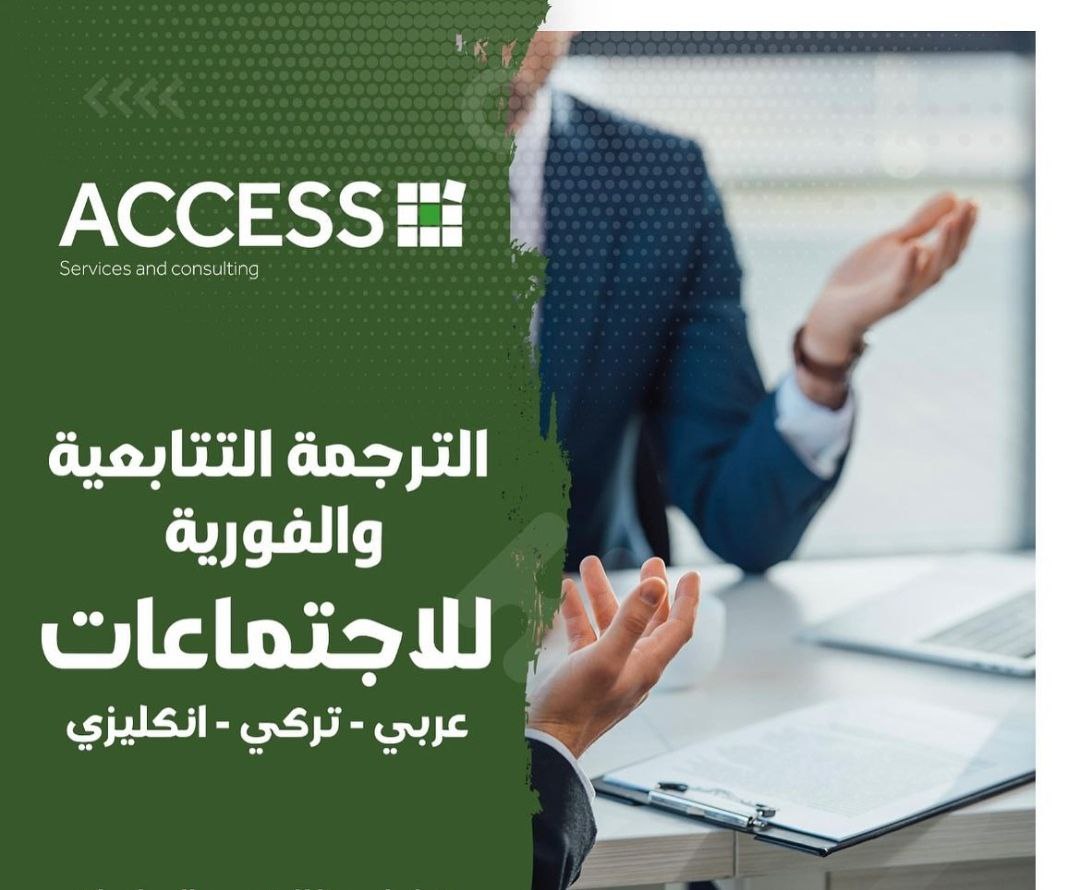 ACCESS
Services and consulting
الترجمة التتابعية
والفورية
للاجتماعات
عربي - تركي - انكليزي